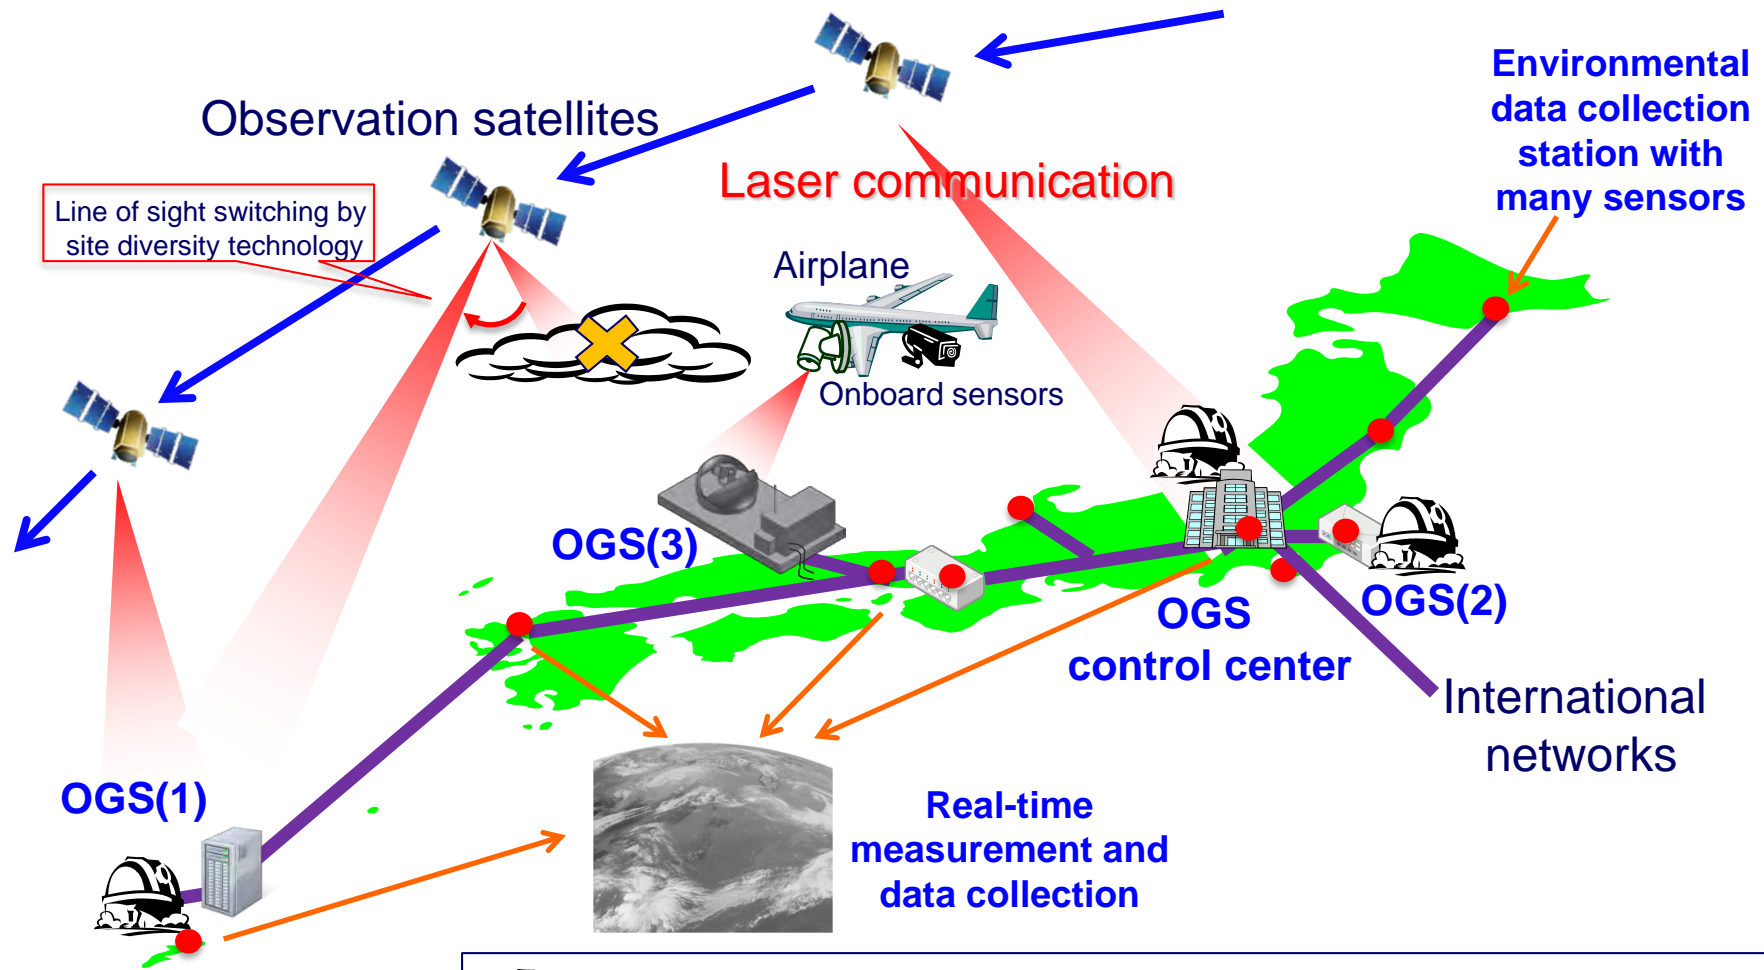 Observation satellites
Laser communication
Environmental
data collection
station with
many sensors
Line of sight switching by
site diversity technology
Airplane
Onboard sensors
OGS(3)
OGS
control center
OGS(2)
International
networks
OGS(1)
Real-time
measurement and
data collection